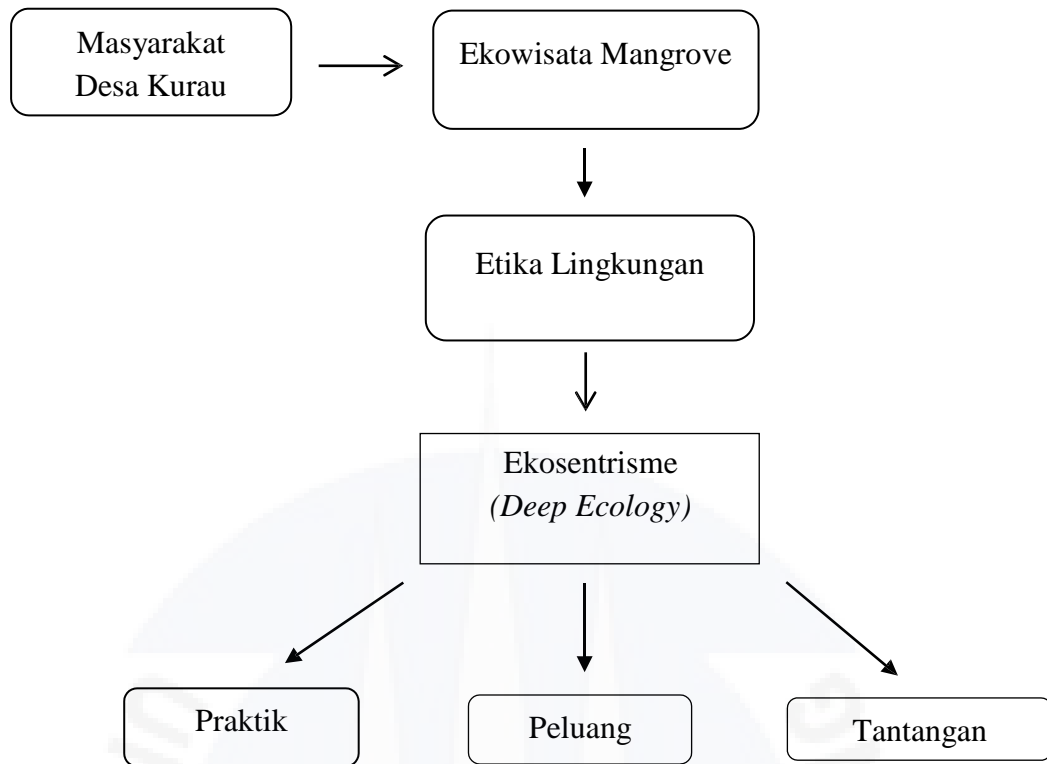 Masyarakat
Desa Kurau
Ekowisata Mangrove
Etika Lingkungan
Ekosentrisme
(Deep Ecology)
Praktik
Peluang
Tantangan